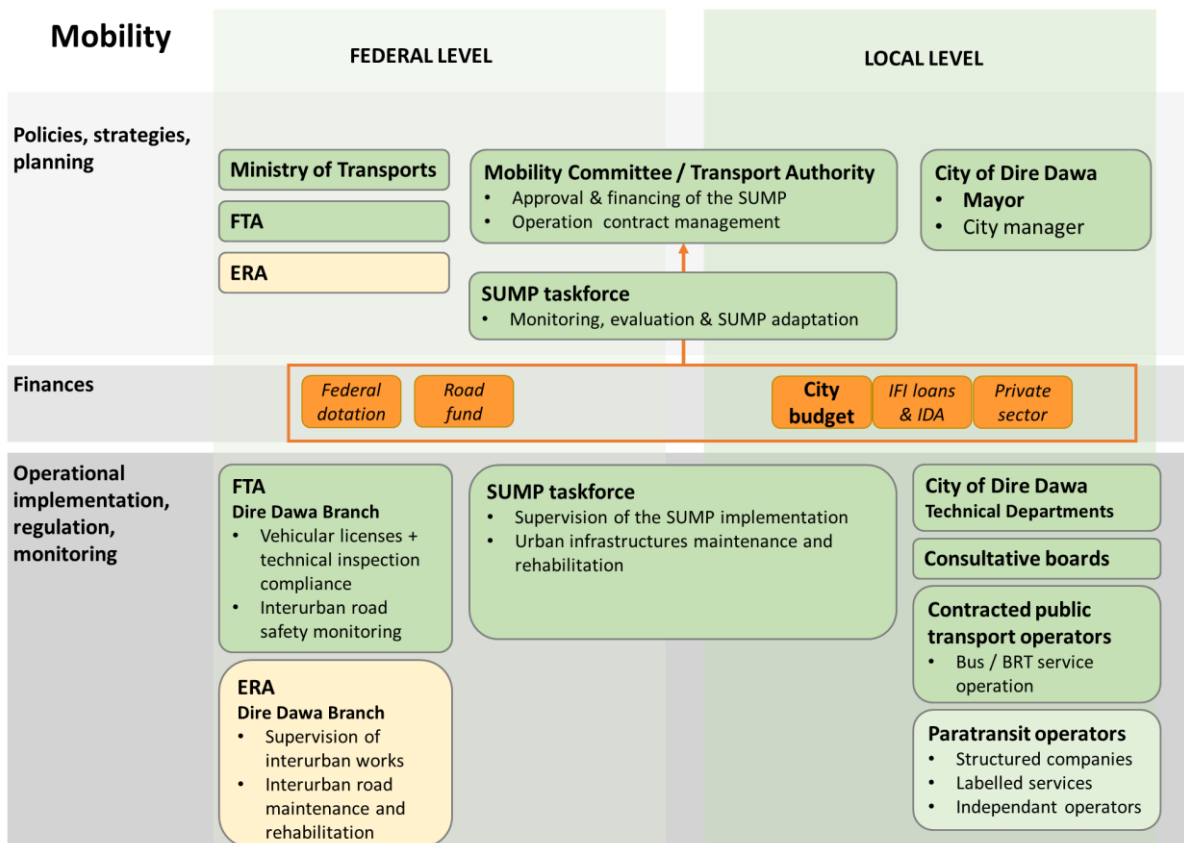 Mobility
FEDERAL LEVEL
LOCAL LEVEL
Policies, strategies,
planning
Ministry of Transports
FTA
ERA
Mobility Committee / Transport Authority
• Approval & financing of the SUMP
• Operation contract management
SUMP taskforce
• Monitoring, evaluation & SUMP adaptation
City of Dire Dawa
• Mayor
• City manager
Finances
Federal
dotation
Road
fund
City
budget
IFI loans
& IDA
Private
sector
Operational
implementation,
regulation,
monitoring
FTA
Dire Dawa Branch
• Vehicular licenses +
technical inspection
compliance
• Interurban road
safety monitoring
ERA
Dire Dawa Branch
• Supervision of
interurban works
• Interurban road
maintenance and
rehabilitation
SUMP taskforce
• Supervision of the SUMP implementation
• Urban infrastructures maintenance and
rehabilitation
City of Dire Dawa
Technical Departments
Consultative boards
Contracted public
transport operators
• Bus / BRT service
operation
Paratransit operators
• Structured companies
• Labelled services
• Independant operators